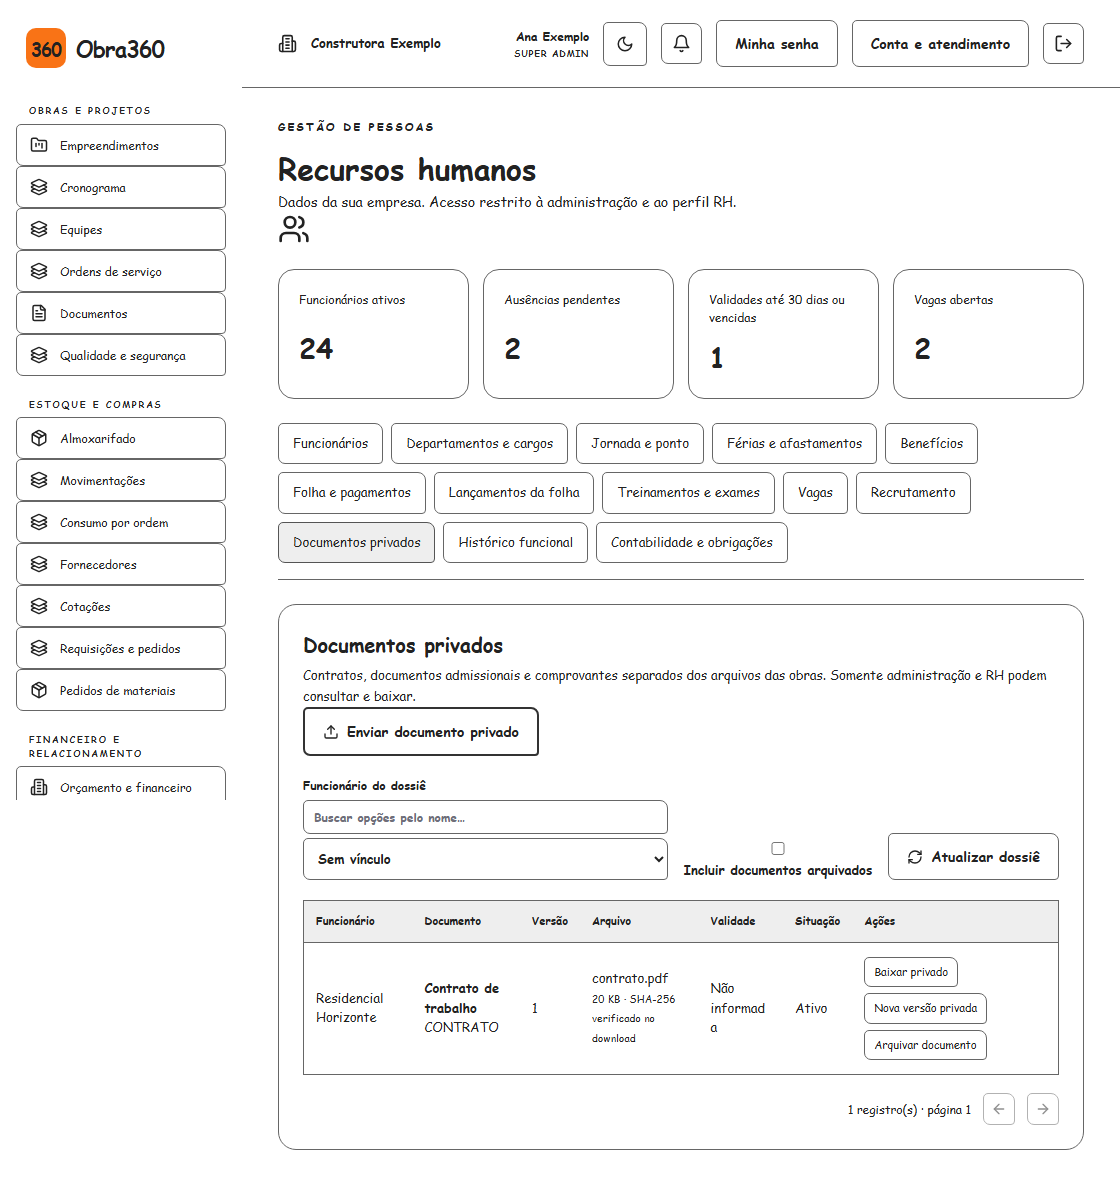 360 Obra360
OBRAS E PROJETOS
Empreendimentos
Cronograma
Equipes
Ordens de serviço
Documentos
Qualidade e segurança
ESTOQUE E COMPRAS
Almoxarifado
Movimentações
Consumo por ordem
Fornecedores
Cotações
Requisições e pedidos
Pedidos de materiais
FINANCEIRO E
RELACIONAMENTO
Orçamento e financeiro
Construtora Exemplo
Ana Exemplo
SUPER ADMIN
Minha senha
Conta e atendimento
GESTÃO DE PESSOAS
Recursos humanos
Dados da sua empresa. Acesso restrito à administração e ao perfil RH.
Funcionários ativos
24
Ausências pendentes
2
Validades até 30 dias ou
vencidas
1
Vagas abertas
2
Funcionários Departamentos e cargos Jornada e ponto Férias e afastamentos Benefícios
Folha e pagamentos Lançamentos da folha Treinamentos e exames Vagas Recrutamento
Documentos privados Histórico funcional Contabilidade e obrigações
Documentos privados
Contratos, documentos admissionais e comprovantes separados dos arquivos das obras. Somente administração e RH podem
consultar e baixar.
Enviar documento privado
Funcionário do dossiê
Buscar opções pelo nome...
Sem vínculo
Incluir documentos arquivados
Atualizar dossiê
Funcionário Documento Versão Arquivo Validade Situação Ações
Residencial
Horizonte
Contrato de
trabalho
CONTRATO
1
contrato.pdf
20 KB · SHA-256
verificado no
download
Não
informad
a
Ativo
Baixar privado
Nova versão privada
Arquivar documento
1 registro(s) · página 1